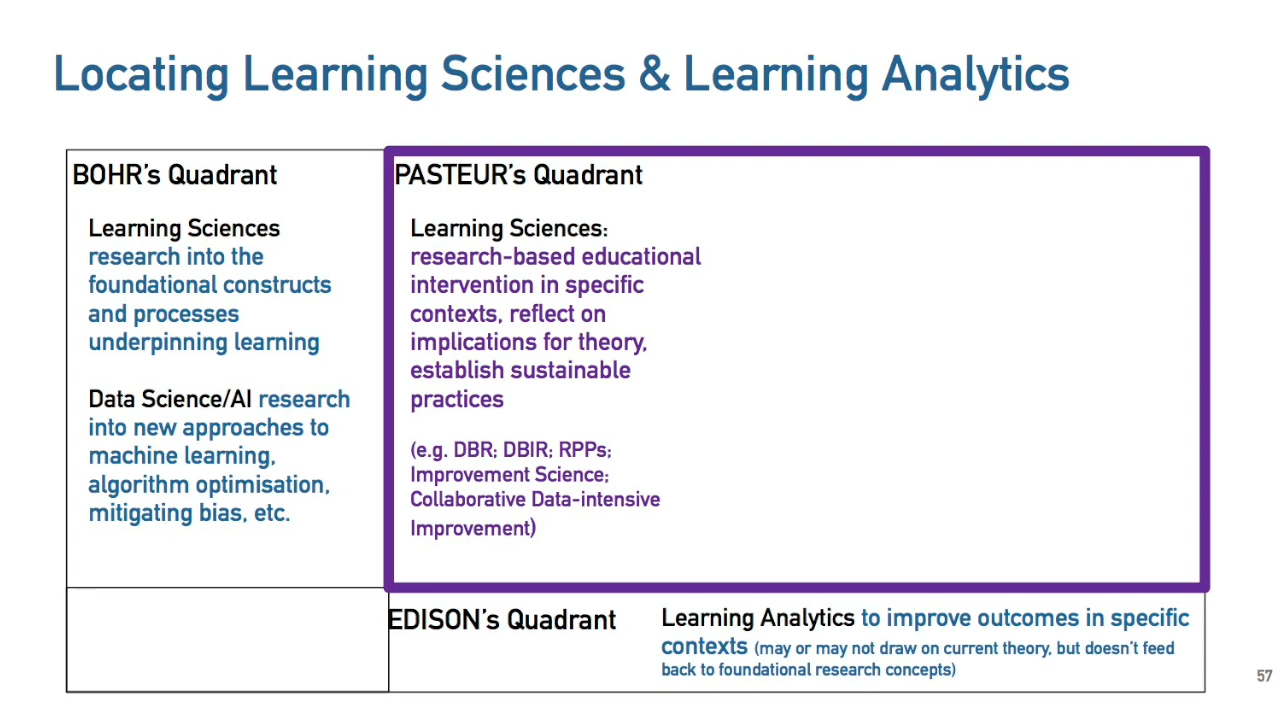 Locating Learning Sciences & Learning Analytics
BOHR's Quadrant
Learning Sciences
research into the
foundational constructs
and processes
underpinning learning
Data Science/AI research
into new approaches to
machine learning,
algorithm optimisation,
mitigating bias, etc.
PASTEUR's Quadrant
Learning Sciences:
research-based educational
intervention in specific
contexts, reflect on
implications for theory,
establish sustainable
practices
(e.g. DBR; DBIR; RPPs;
Improvement Science;
Collaborative Data-intensive
Improvement)
EDISON's Quadrant
Learning Analytics to improve outcomes in specific
contexts (may or may not draw on current theory, but doesn't feed
back to foundational research concepts)
57